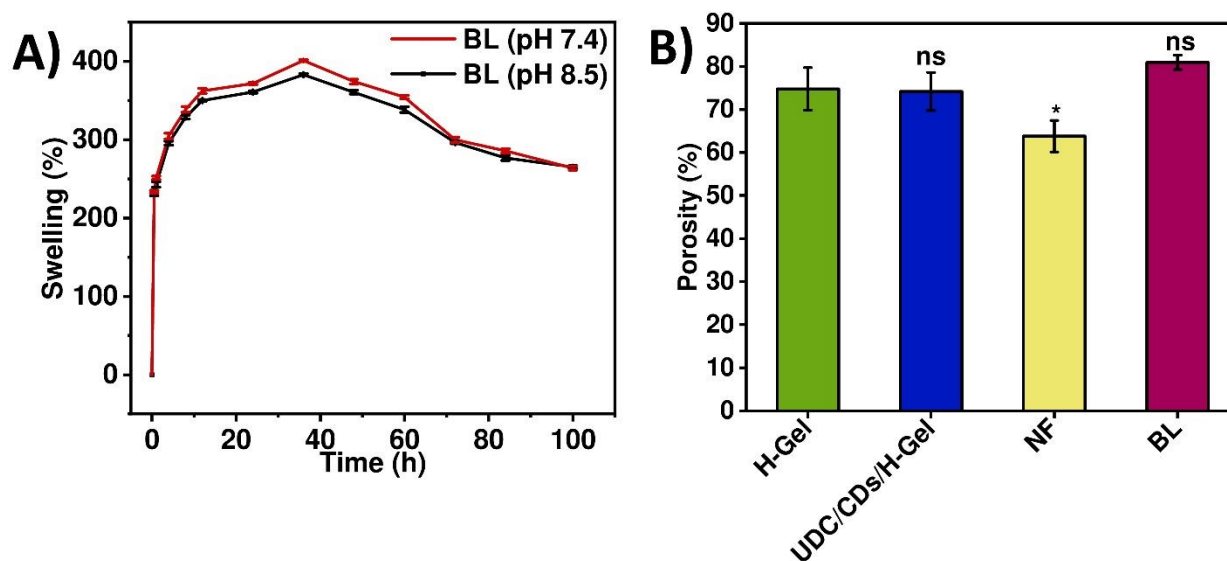 A)
BL (pH 7.4)
BL (pH 8.5)
Swelling (%)
400
300
200
100
0
0 20 40 60 80 100
Time (h)
B)
Porosity (%)
90
80
70
60
50
40
30
20
10
0
ns
*
ns
H-Gel
UDC/CDs/H-Gel
NF
BL